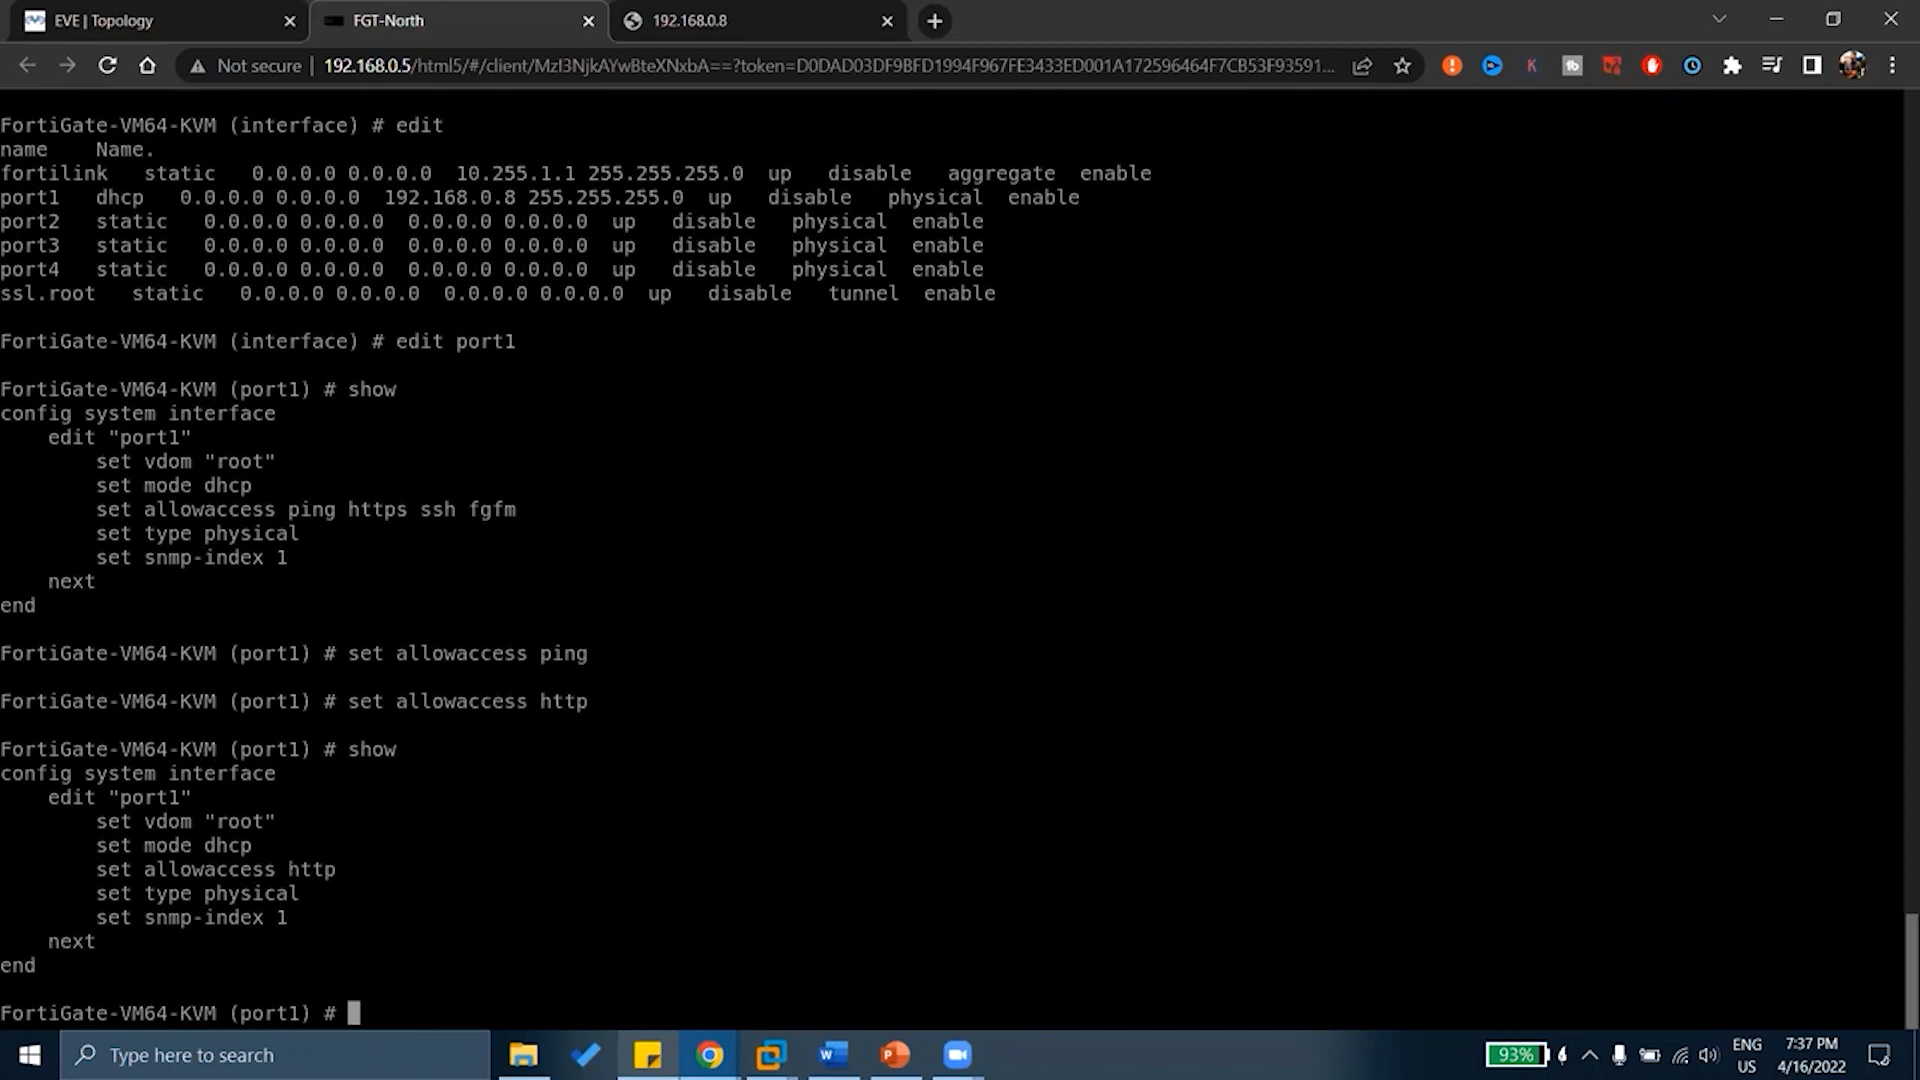 EVE | Topology
FGT-North
192.168.0.8
Not secure
192.168.0.5/html5/#/client/MzI3NjkAYwBteXNxbA==?token=D0DAD03DF9BFD1994F967FE3433ED001A172596464F7CB53F93591...
FortiGate-VM64-KVM (interface) # edit
name    Name.
fortilink   static   0.0.0.0 0.0.0.0  10.255.1.1 255.255.255.0  up   disable   aggregate  enable
port1   dhcp   0.0.0.0 0.0.0.0  192.168.0.8 255.255.255.0  up   disable   physical  enable
port2   static   0.0.0.0 0.0.0.0  0.0.0.0 0.0.0.0  up   disable   physical  enable
port3   static   0.0.0.0 0.0.0.0  0.0.0.0 0.0.0.0  up   disable   physical  enable
port4   static   0.0.0.0 0.0.0.0  0.0.0.0 0.0.0.0  up   disable   physical  enable
ssl.root   static   0.0.0.0 0.0.0.0  0.0.0.0 0.0.0.0  up   disable   tunnel  enable
FortiGate-VM64-KVM (interface) # edit port1
FortiGate-VM64-KVM (port1) # show
config system interface
    edit "port1"
        set vdom "root"
        set mode dhcp
        set allowaccess ping https ssh fgfm
        set type physical
        set snmp-index 1
    next
end
FortiGate-VM64-KVM (port1) # set allowaccess ping
FortiGate-VM64-KVM (port1) # set allowaccess http
FortiGate-VM64-KVM (port1) # show
config system interface
    edit "port1"
        set vdom "root"
        set mode dhcp
        set allowaccess http
        set type physical
        set snmp-index 1
    next
end
FortiGate-VM64-KVM (port1) #
Type here to search
93%
ENG
US
7:37 PM
4/16/2022